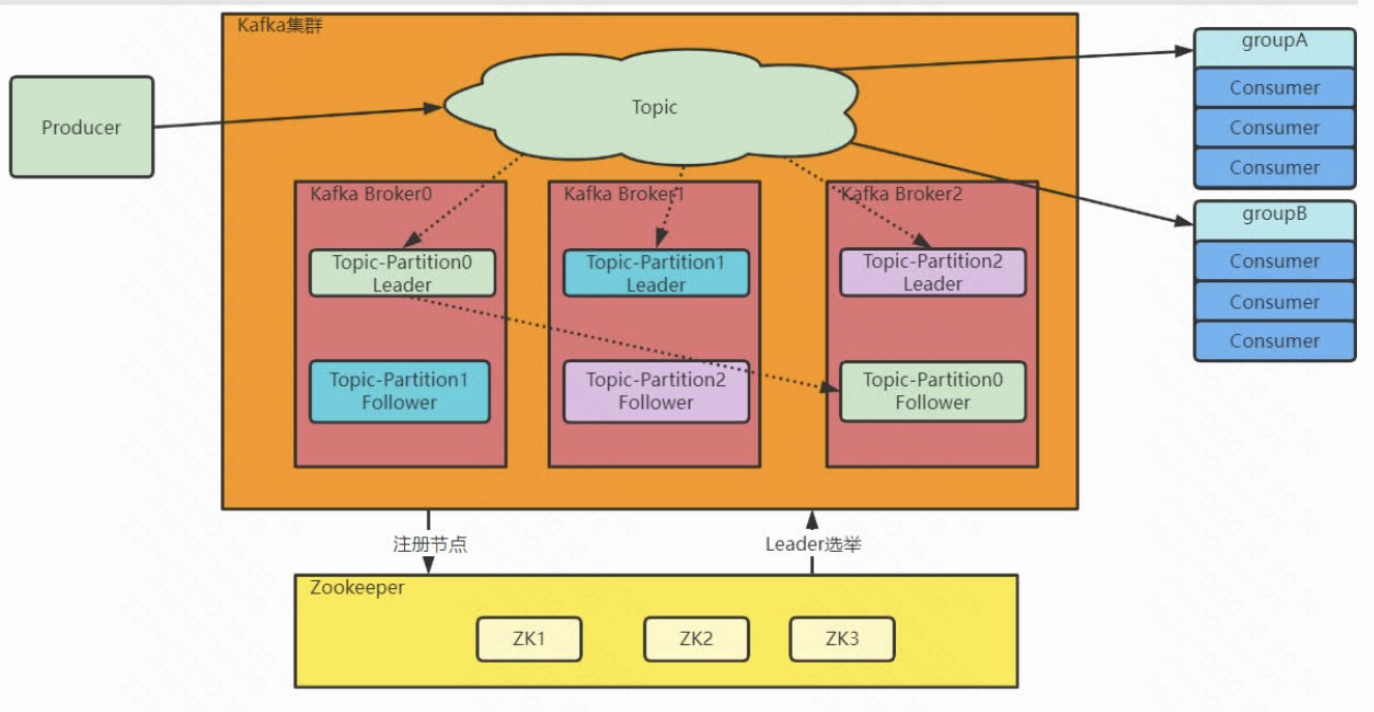 Kafka集群
Producer
Topic
groupA
Consumer
Consumer
Consumer
groupB
Consumer
Consumer
Consumer
Kafka Broker0
Topic-Partition0
Leader
Topic-Partition1
Follower
Kafka Broker1
Topic-Partition1
Leader
Topic-Partition2
Follower
Kafka Broker2
Topic-Partition2
Leader
Topic-Partition0
Follower
注册节点
Leader选举
Zookeeper
ZK1
ZK2
ZK3